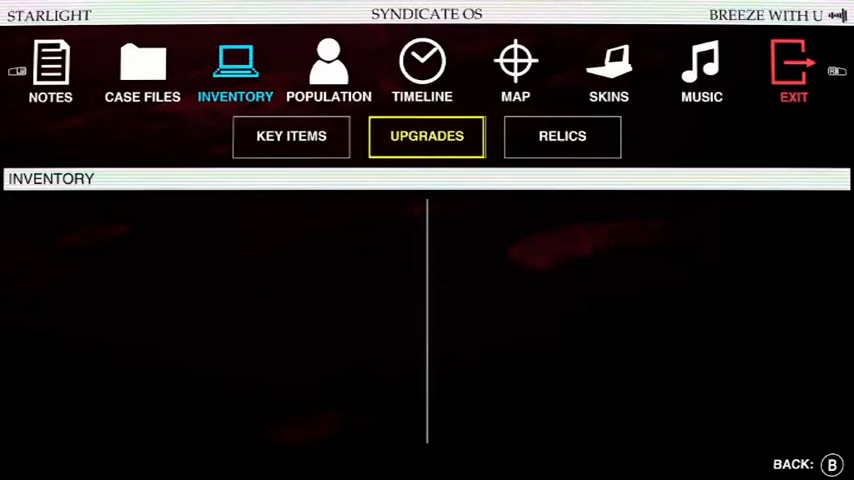 STARLIGHT SYNDICATE OS BREEZE WITH U
NOTES CASE FILES INVENTORY POPULATION TIMELINE MAP SKINS MUSIC EXIT
KEY ITEMS UPGRADES RELICS
INVENTORY
BACK: B